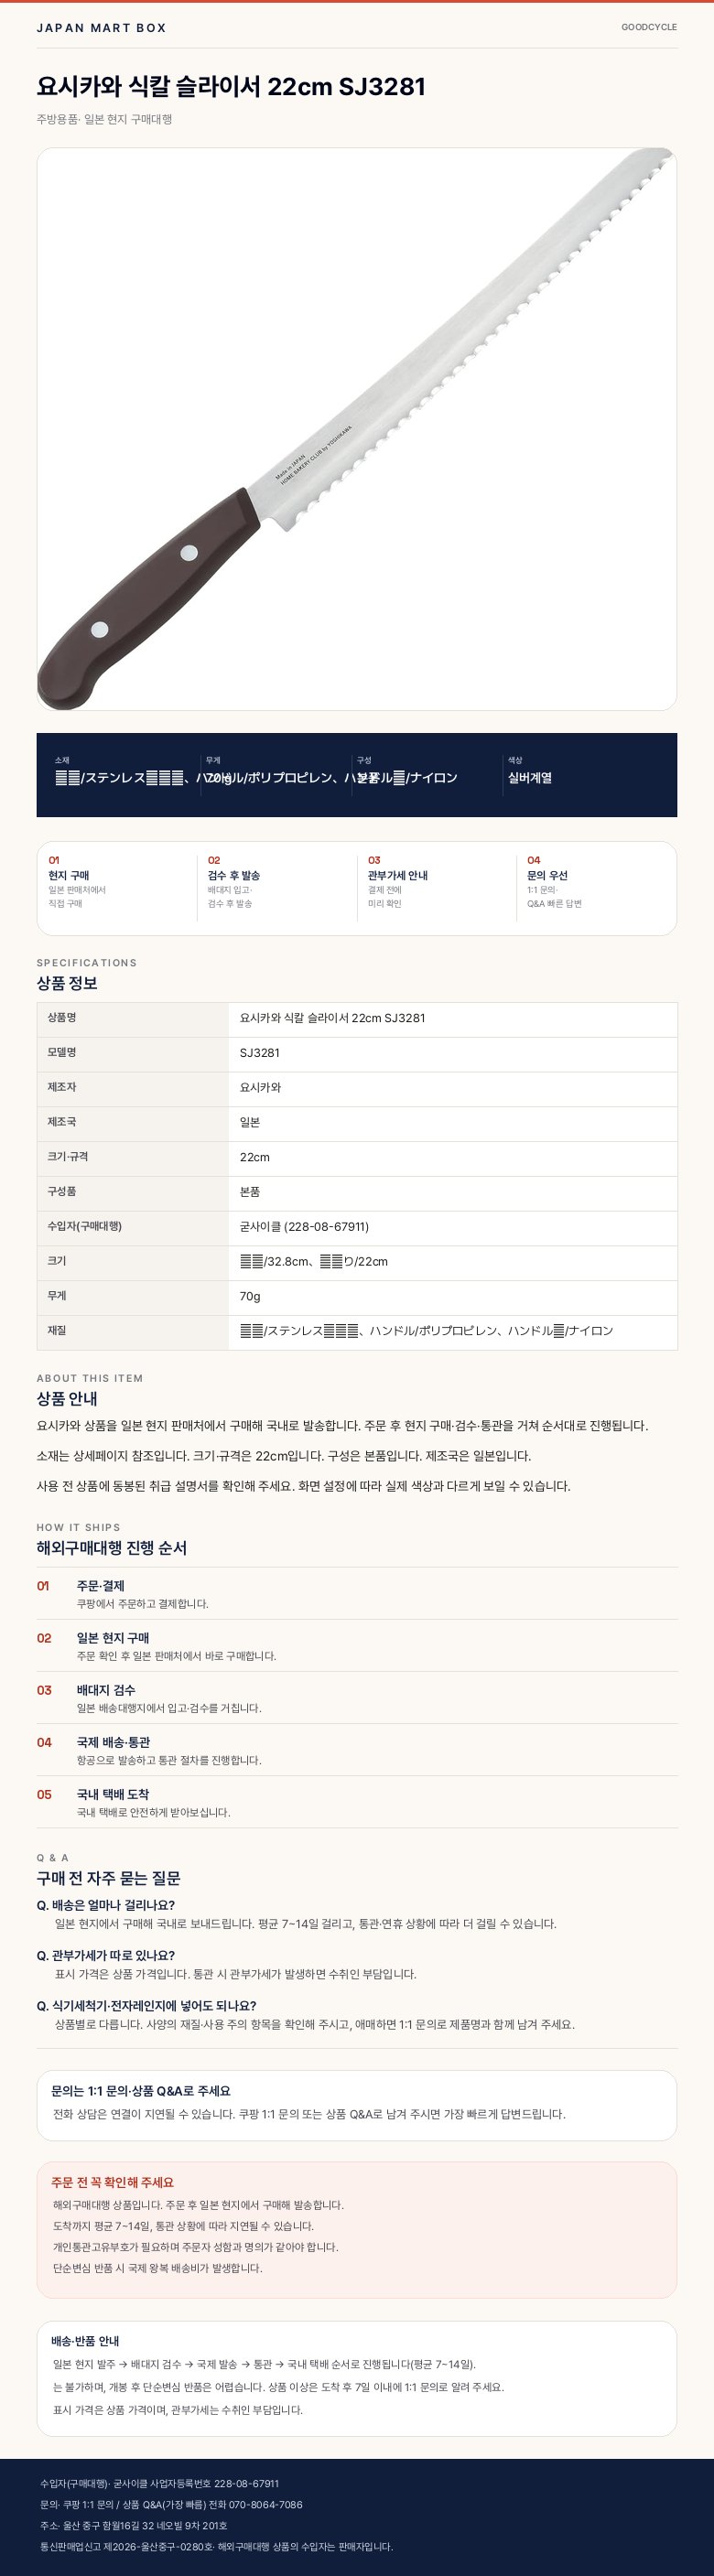 JAPAN MART BOX
GOODCYCLE
요시카와 식칼 슬라이서 22cm SJ3281
주방용품· 일본 현지 구매대행
Made in JAPAN
HOME BAKERY CLUB by YOSHIKAWA
소재
/ステンレス
무게
70g
구성
본품
색상
실버계열
01
현지 구매
일본 판매처에서
직접 구매
02
검수 후 발송
배대지 입고·
검수 후 발송
03
관부가세 안내
결제 전에
미리 확인
04
문의 우선
1:1 문의·
Q&A 빠른 답변
SPECIFICATIONS
상품 정보
상품명 요시카와 식칼 슬라이서 22cm SJ3281
모델명 SJ3281
제조자 요시카와
제조국 일본
크기·규격 22cm
구성품 본품
수입자(구매대행) 굳사이클 (228-08-67911)
크기 /32.8cm、り/22cm
무게 70g
재질 /ステンレス、ハンドル/ポリプロピレン、ハンドル/ナイロン
ABOUT THIS ITEM
상품 안내
요시카와 상품을 일본 현지 판매처에서 구매해 국내로 발송합니다. 주문 후 현지 구매·검수·통관을 거쳐 순서대로 진행됩니다.
소재는 상세페이지 참조입니다. 크기·규격은 22cm입니다. 구성은 본품입니다. 제조국은 일본입니다.
사용 전 상품에 동봉된 취급 설명서를 확인해 주세요. 화면 설정에 따라 실제 색상과 다르게 보일 수 있습니다.
HOW IT SHIPS
해외구매대행 진행 순서
01 주문·결제
쿠팡에서 주문하고 결제합니다.
02 일본 현지 구매
주문 확인 후 일본 판매처에서 바로 구매합니다.
03 배대지 검수
일본 배송대행지에서 입고·검수를 거칩니다.
04 국제 배송·통관
항공으로 발송하고 통관 절차를 진행합니다.
05 국내 택배 도착
국내 택배로 안전하게 받아보십니다.
Q & A
구매 전 자주 묻는 질문
Q. 배송은 얼마나 걸리나요?
일본 현지에서 구매해 국내로 보내드립니다. 평균 7~14일 걸리고, 통관·연휴 상황에 따라 더 걸릴 수 있습니다.
Q. 관부가세가 따로 있나요?
표시 가격은 상품 가격입니다. 통관 시 관부가세가 발생하면 수취인 부담입니다.
Q. 식기세척기·전자레인지에 넣어도 되나요?
상품별로 다릅니다. 사양의 재질·사용 주의 항목을 확인해 주시고, 애매하면 1:1 문의로 제품명과 함께 남겨 주세요.
문의는 1:1 문의·상품 Q&A로 주세요
전화 상담은 연결이 지연될 수 있습니다. 쿠팡 1:1 문의 또는 상품 Q&A로 남겨 주시면 가장 빠르게 답변드립니다.
주문 전 꼭 확인해 주세요
해외구매대행 상품입니다. 주문 후 일본 현지에서 구매해 발송합니다.
도착까지 평균 7~14일, 통관 상황에 따라 지연될 수 있습니다.
개인통관고유부호가 필요하며 주문자 성함과 명의가 같아야 합니다.
단순변심 반품 시 국제 왕복 배송비가 발생합니다.
배송·반품 안내
일본 현지 발주 → 배대지 검수 → 국제 발송 → 통관 → 국내 택배 순서로 진행됩니다(평균 7~14일).
는 불가하며, 개봉 후 단순변심 반품은 어렵습니다. 상품 이상은 도착 후 7일 이내에 1:1 문의로 알려 주세요.
표시 가격은 상품 가격이며, 관부가세는 수취인 부담입니다.
수입자(구매대행)· 굳사이클 사업자등록번호 228-08-67911
문의· 쿠팡 1:1 문의 / 상품 Q&A(가장 빠름) 전화 070-8064-7086
주소· 울산 중구 함월16길 32 네오빌 9차 201호
통신판매업신고 제2026-울산중구-0280호· 해외구매대행 상품의 수입자는 판매자입니다.